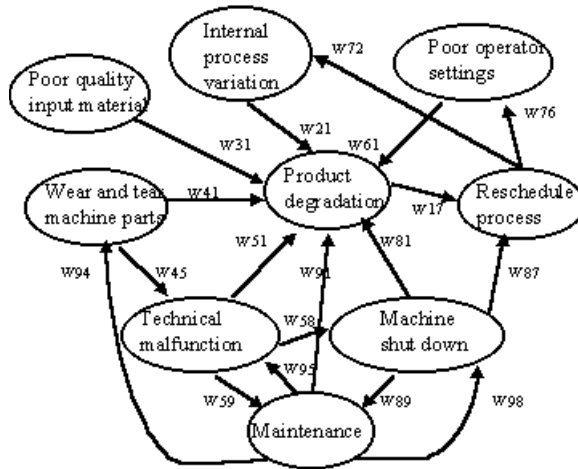 Internal
process
variation
W72
Poor operator
settings
Poor quality
input material
W76
W21
W61
W31
Product
degradation
Wear and tear
machine parts
W41
W17
Reschedule
process
W51
W81
W94
W45
W91
W87
Technical
malfunction
W58
Machine
shut down
W95
W59
W89
W98
Maintenance